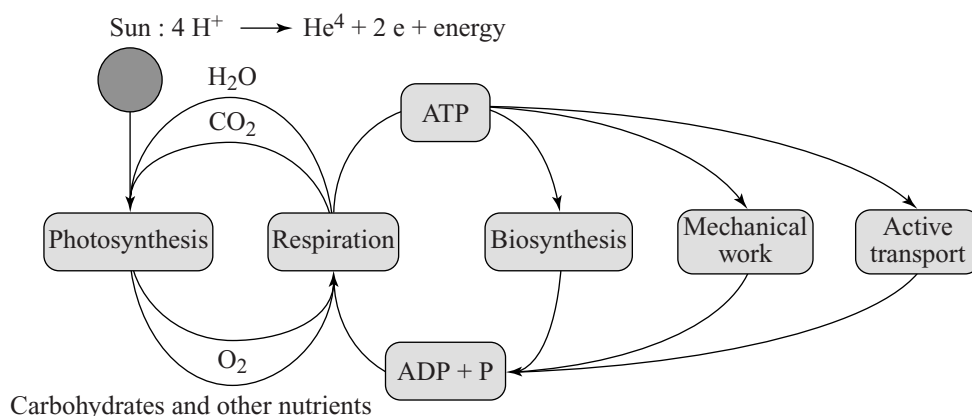 Sun : 4 H⁺ ⟶ He⁴ + 2 e + energy
H₂O
CO₂
ATP
Photosynthesis
Respiration
Biosynthesis
Mechanical
work
Active
transport
O₂
ADP + P
Carbohydrates and other nutrients